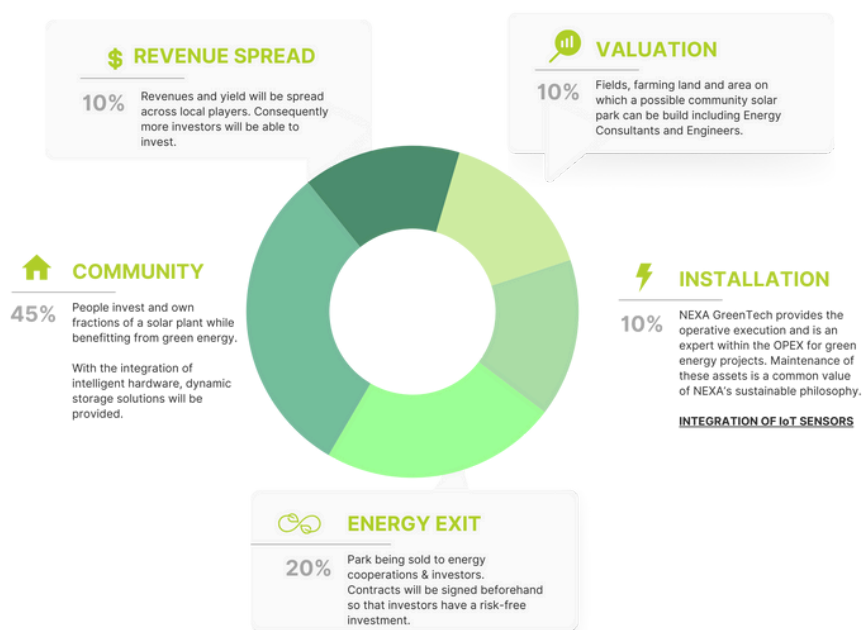 $ REVENUE SPREAD
10%
Revenues and yield will be spread
across local players. Consequently
more investors will be able to
invest.
VALUATION
10%
Fields, farming land and area on
which a possible community solar
park can be build including Energy
Consultants and Engineers.
COMMUNITY
45%
People invest and own
fractions of a solar plant while
benefitting from green energy.
With the integration of
intelligent hardware, dynamic
storage solutions will be
provided.
INSTALLATION
10%
NEXA GreenTech provides the
operative execution and is an
expert within the OPEX for green
energy projects. Maintenance of
these assets is a common value
of NEXA's sustainable philosophy.
INTEGRATION OF IoT SENSORS
ENERGY EXIT
20%
Park being sold to energy
cooperations & investors.
Contracts will be signed beforehand
so that investors have a risk-free
investment.